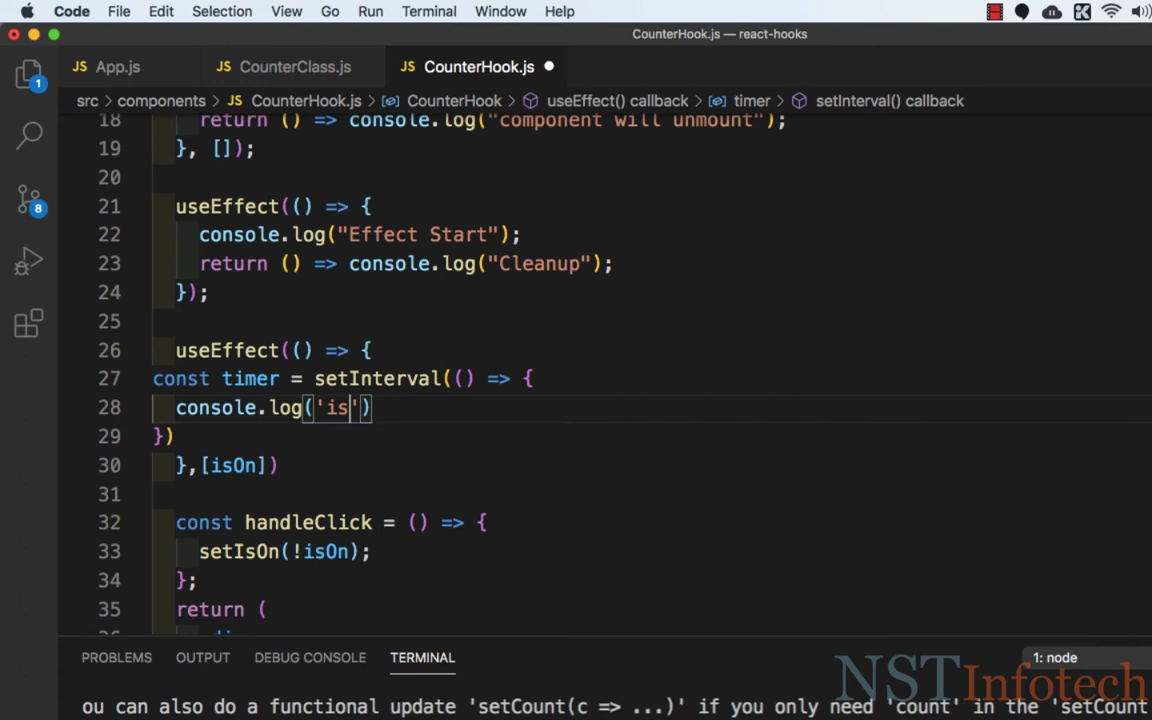 Code File Edit Selection View Go Run Terminal Window Help
CounterHook.js — react-hooks
JS App.js JS CounterClass.js JS CounterHook.js
1
src > components > JS CounterHook.js > CounterHook > useEffect() callback > timer > setInterval() callback
18 return () => console.log("component will unmount");
19 }, []);
20
21 useEffect(() => {
22 console.log("Effect Start");
8
23 return () => console.log("Cleanup");
24 });
25
26 useEffect(() => {
27 const timer = setInterval(() => {
28 console.log('is')
29 })
30 },[isOn])
31
32 const handleClick = () => {
33 setIsOn(!isOn);
34 };
35 return (
PROBLEMS OUTPUT DEBUG CONSOLE TERMINAL 1: node
NSTInfotech
ou can also do a functional update 'setCount(c => ...)' if you only need 'count' in the 'setCount